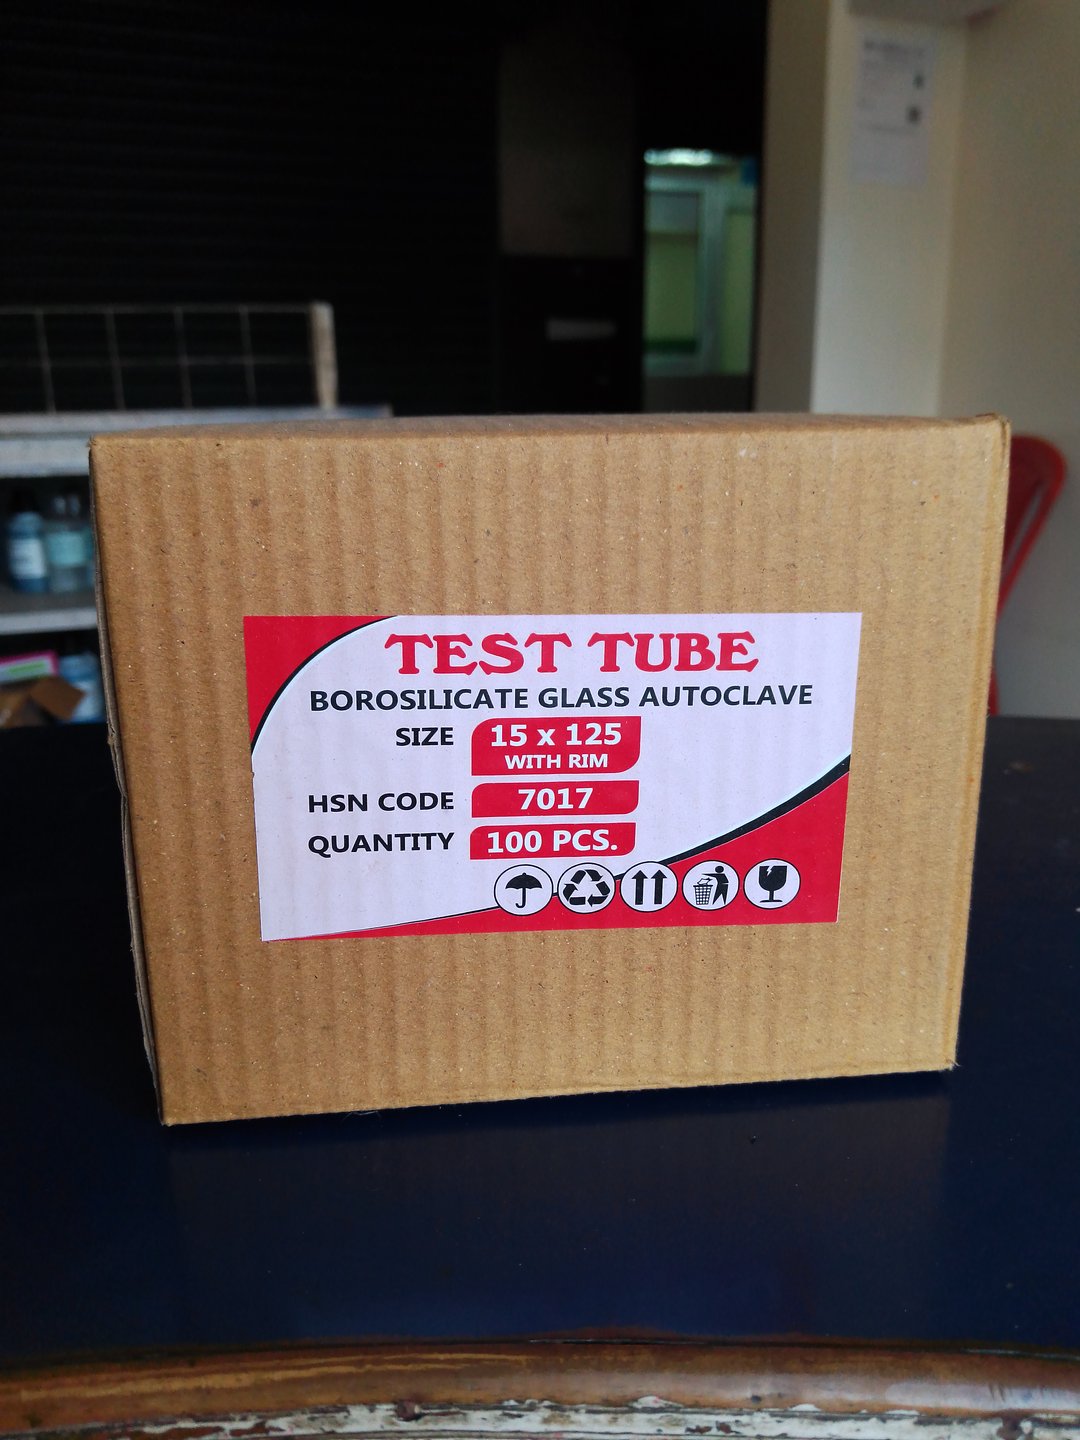 TEST TUBE
BOROSILICATE GLASS AUTOCLAVE
SIZE 15 x 125
WITH RIM
HSN CODE 7017
QUANTITY 100 PCS.